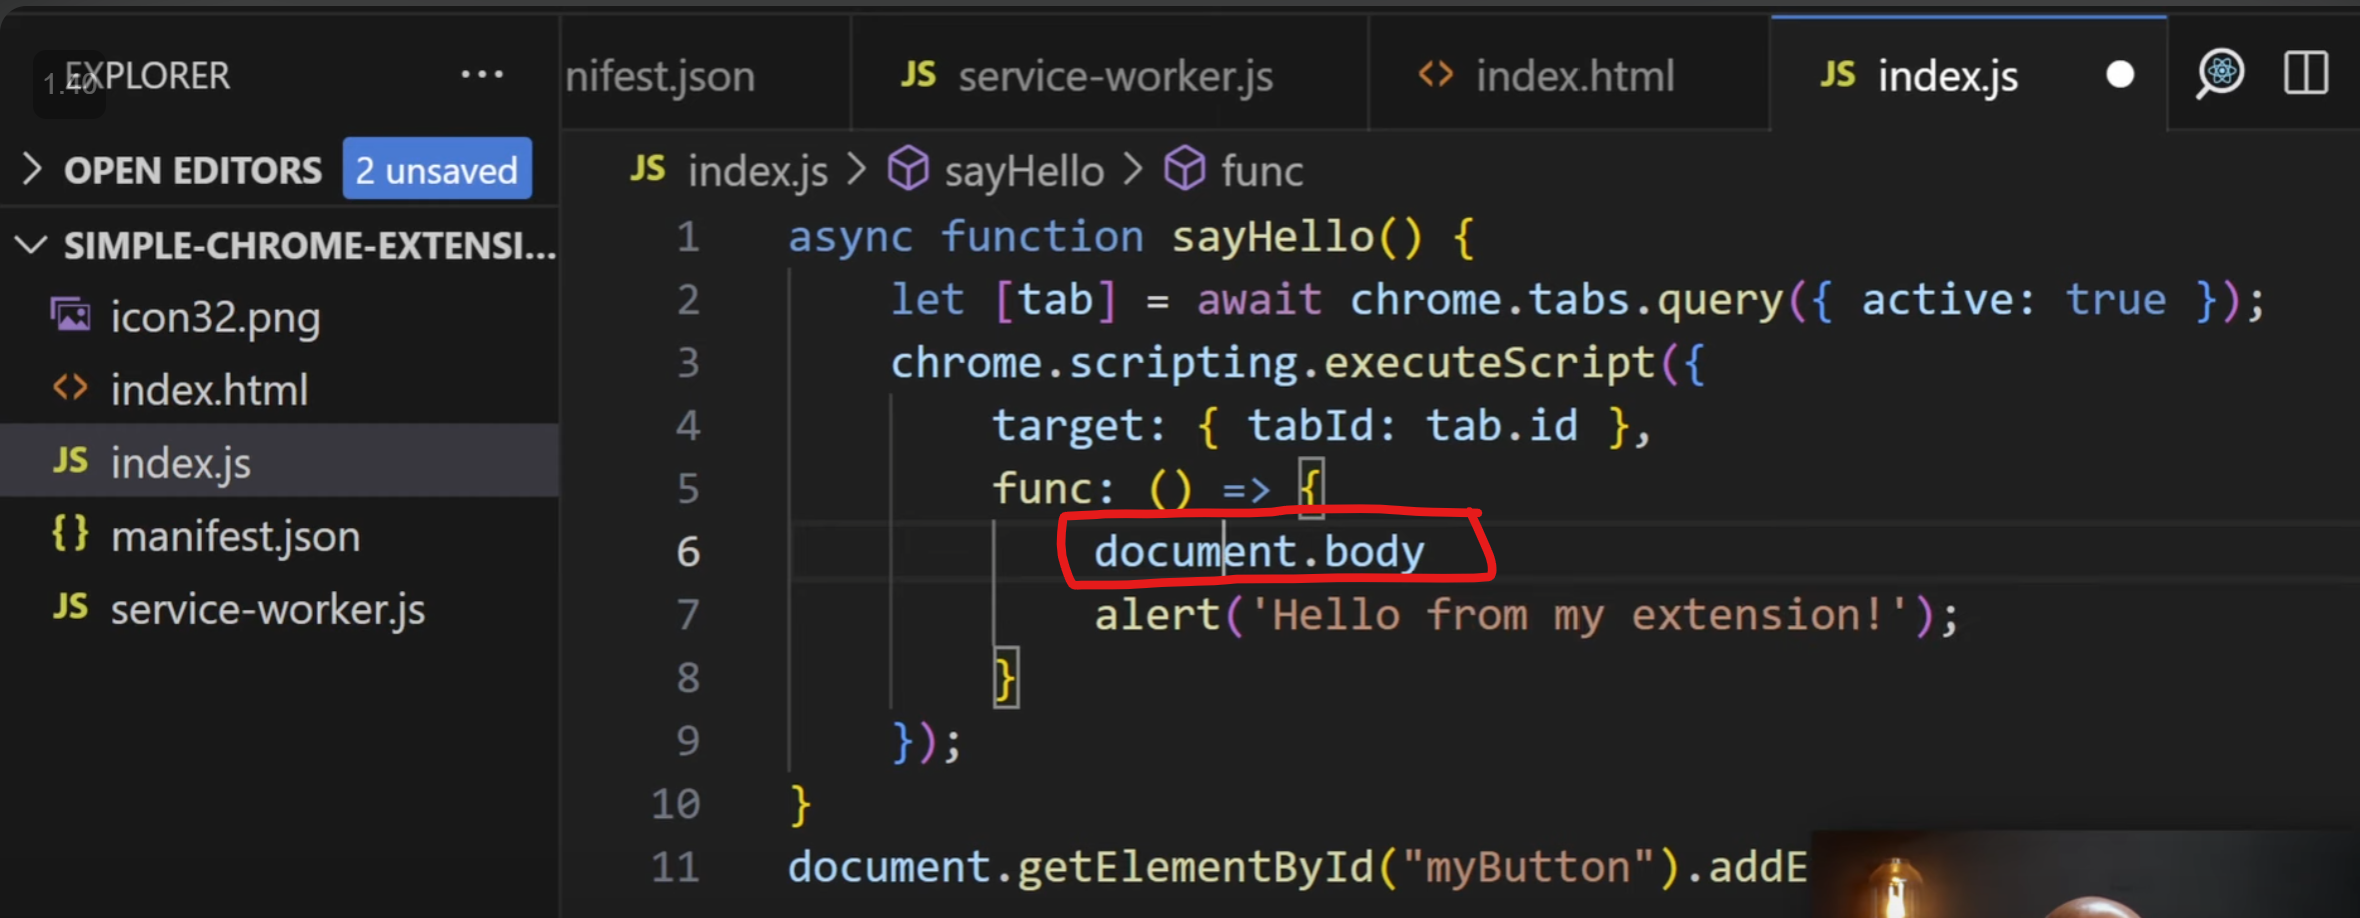 1.40
EXPLORER ...
nifest.json
JS service-worker.js
<> index.html
JS index.js
OPEN EDITORS 2 unsaved
SIMPLE-CHROME-EXTENSI...
icon32.png
<> index.html
JS index.js
{} manifest.json
JS service-worker.js
JS index.js > sayHello > func
1 async function sayHello() {
2 let [tab] = await chrome.tabs.query({ active: true });
3 chrome.scripting.executeScript({
4 target: { tabId: tab.id },
5 func: () => {
6 document.body
7 alert('Hello from my extension!');
8 }
9 });
10 }
11 document.getElementById("myButton").addE